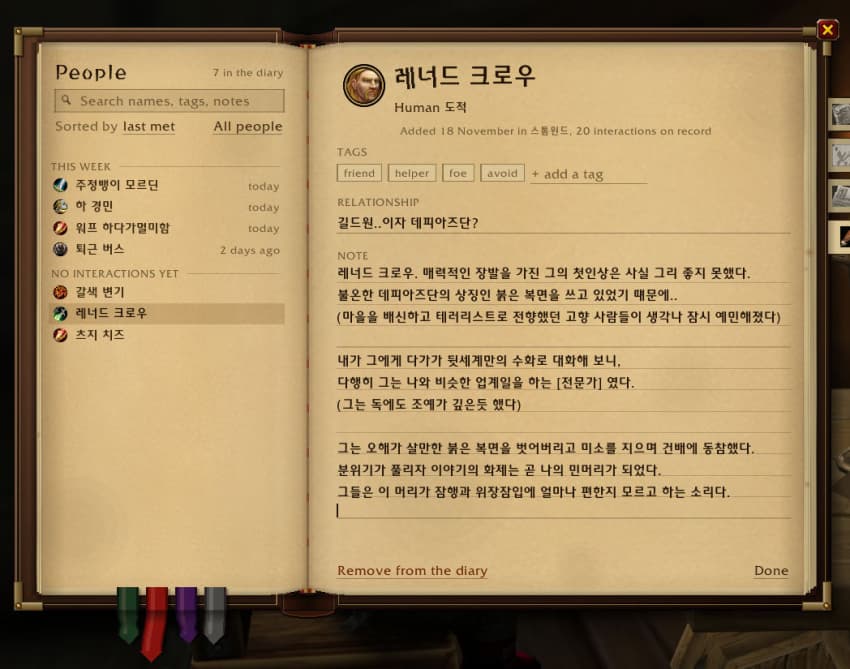 People
7 in the diary
Search names, tags, notes
Sorted by last met
All people
THIS WEEK
주정뱅이 모르딘 today
하 경민 today
워프 하다가멀미함 today
퇴근 버스 2 days ago
NO INTERACTIONS YET
갈색 변기
레너드 크로우
츠지 치즈
레너드 크로우
Human 도적
Added 18 November in 스톰윈드, 20 interactions on record
TAGS
friend helper foe avoid + add a tag
RELATIONSHIP
길드원..이자 데피아즈단?
NOTE
레너드 크로우. 매력적인 장발을 가진 그의 첫인상은 사실 그리 좋지 못했다.
불온한 데피아즈단의 상징인 붉은 복면을 쓰고 있었기 때문에..
(마을을 배신하고 테러리스트로 전향했던 고향 사람들이 생각나 잠시 예민해졌다)
내가 그에게 다가가 뒷세계만의 수화로 대화해 보니,
다행히 그는 나와 비슷한 업계일을 하는 [전문가] 였다.
(그는 독에도 조예가 깊은듯 했다)
그는 오해가 살만한 붉은 복면을 벗어버리고 미소를 지으며 건배에 동참했다.
분위기가 풀리자 이야기의 화제는 곧 나의 민머리가 되었다.
그들은 이 머리가 잠행과 위장잠입에 얼마나 편한지 모르고 하는 소리다.
Remove from the diary
Done